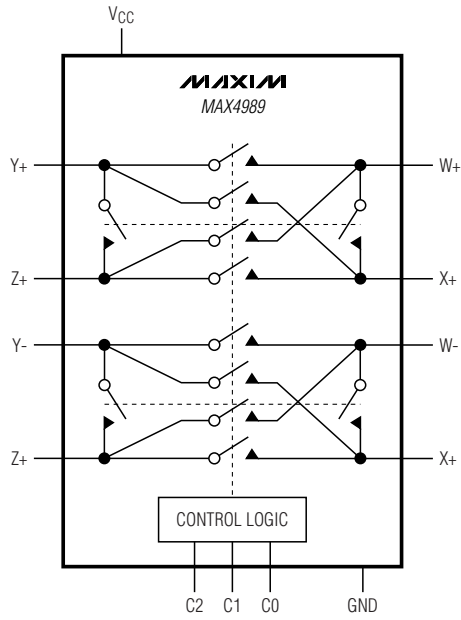 VCC
MAXIM
MAX4989
Y+ W+
Z+ X+
Y- W-
Z+ X+
CONTROL LOGIC
C2 C1 C0 GND